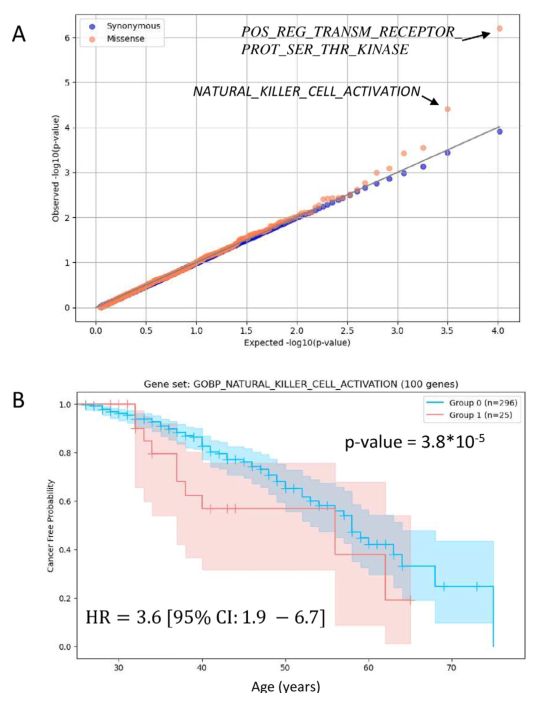 A
Synonymous
Missense
POS_REG_TRANSM_RECEPTOR_
PROT_SER_THR_KINASE
NATURAL_KILLER_CELL_ACTIVATION
Observed -log10(p-value)
6
5
4
3
2
1
0
0.0 0.5 1.0 1.5 2.0 2.5 3.0 3.5 4.0
Expected -log10(p-value)
B
Gene set: GOBP_NATURAL_KILLER_CELL_ACTIVATION (100 genes)
Group 0 (n=296)
Group 1 (n=25)
p-value = 3.8*10⁻⁵
Cancer Free Probability
1.0
0.8
0.6
0.4
0.2
0.0
HR = 3.6 [95% CI: 1.9 – 6.7]
30 40 50 60 70
Age (years)